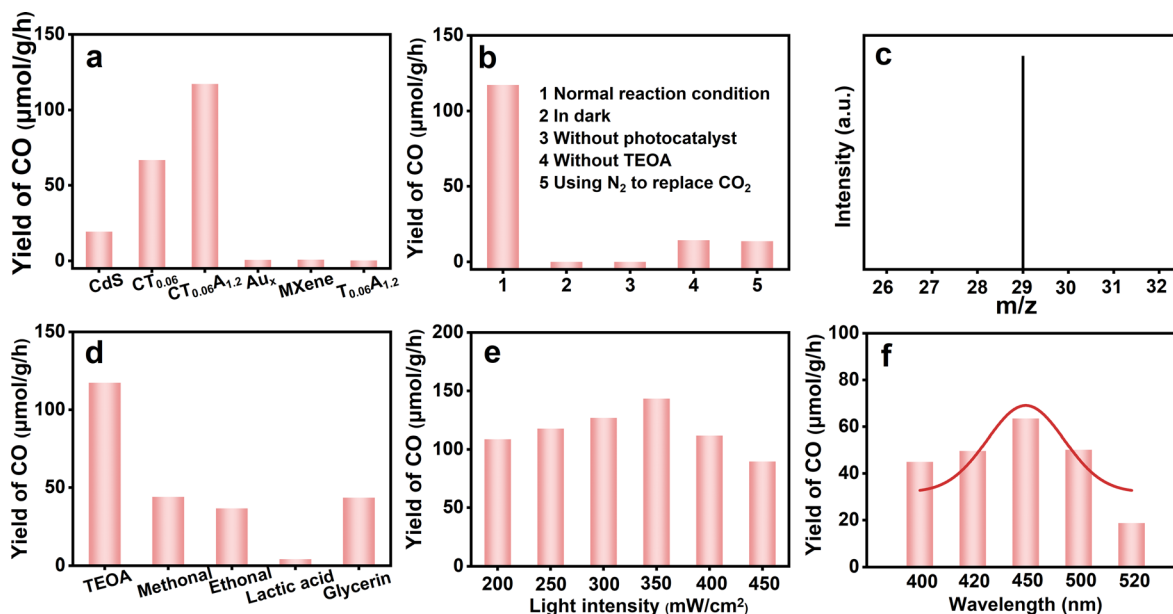 a
Yield of CO (μmol/g/h)
150
100
50
0
CdS
CT0.06
CT0.06A1.2
Aux
MXene
T0.06A1.2
b
Yield of CO (μmol/g/h)
150
100
50
0
1 Normal reaction condition
2 In dark
3 Without photocatalyst
4 Without TEOA
5 Using N2 to replace CO2
1 2 3 4 5
c
Intensity (a.u.)
26 27 28 29 30 31 32
m/z
d
Yield of CO (μmol/g/h)
150
100
50
0
TEOA
Methonal
Ethonal
Lactic acid
Glycerin
e
Yield of CO (μmol/g/h)
200
150
100
50
0
200 250 300 350 400 450
Light intensity (mW/cm²)
f
Yield of CO (μmol/g/h)
100
80
60
40
20
0
400 420 450 500 520
Wavelength (nm)